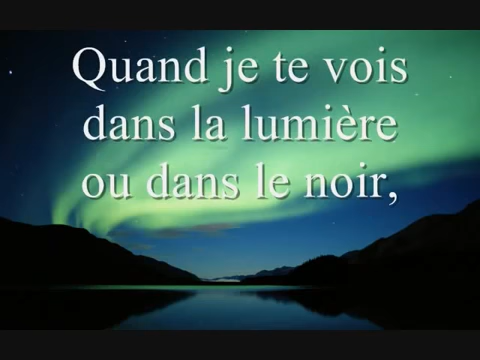 Quand je te vois
dans la lumière
ou dans le noir,